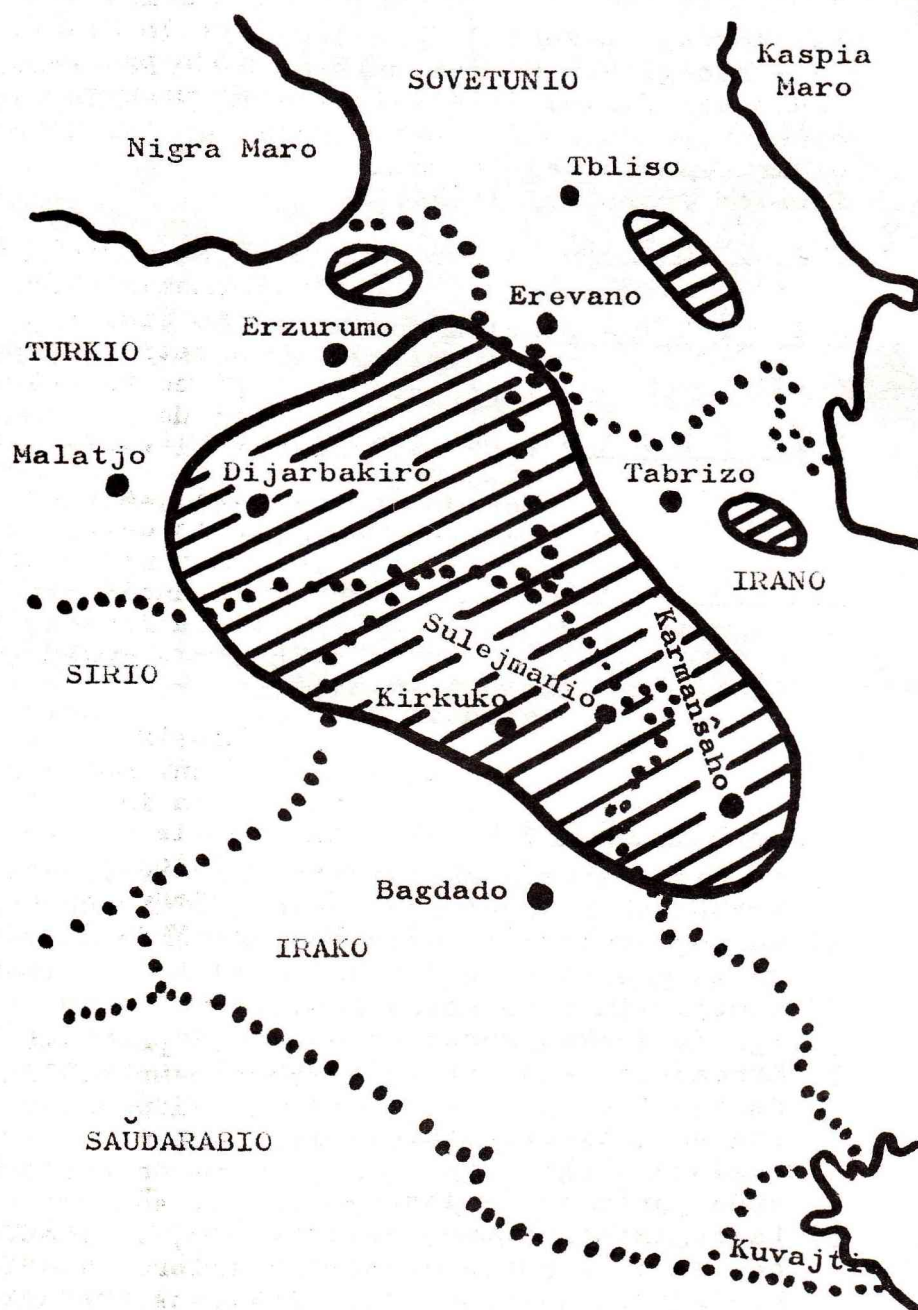 SOVETUNIO
Kaspia
Maro
Nigra Maro
Tbliso
Erevano
Erzurumo
TURKIO
Malatjo
Dijarbakiro
Tabrizo
IRANO
SIRIO
Sulejmanio
Karmanŝaho
Kirkuko
Bagdado
IRAKO
SAŬDARABIO
Kuvajti